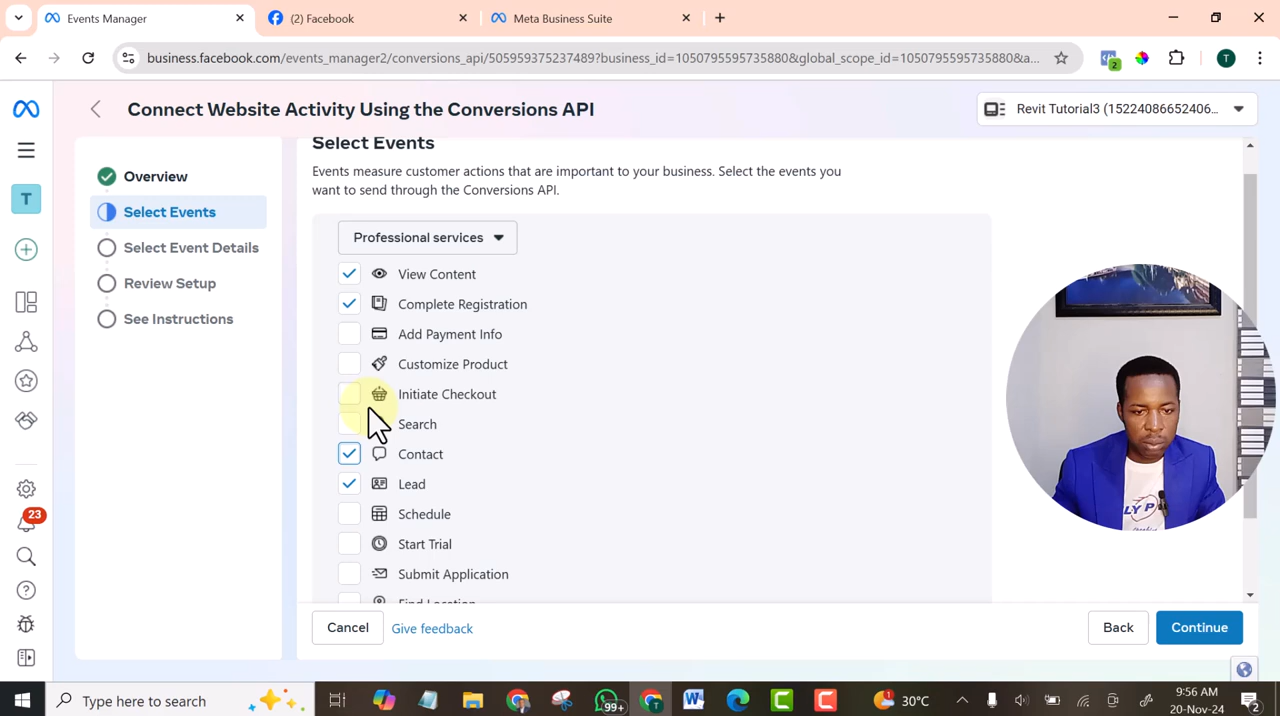 Events Manager
(2) Facebook
Meta Business Suite
business.facebook.com/events_manager2/conversions_api/505959375237489?business_id=1050795595735880&global_scope_id=1050795595735880&a...
2
T
Connect Website Activity Using the Conversions API
Revit Tutorial3 (15224086652406...
T
Overview
Select Events
Select Event Details
Review Setup
See Instructions
Select Events
Events measure customer actions that are important to your business. Select the events you
want to send through the Conversions API.
Professional services
View Content
Complete Registration
Add Payment Info
Customize Product
Initiate Checkout
Search
Contact
Lead
Schedule
Start Trial
Submit Application
Find Location
23
Cancel
Give feedback
Back
Continue
Type here to search
99+
1
30°C
9:56 AM
20-Nov-24
2